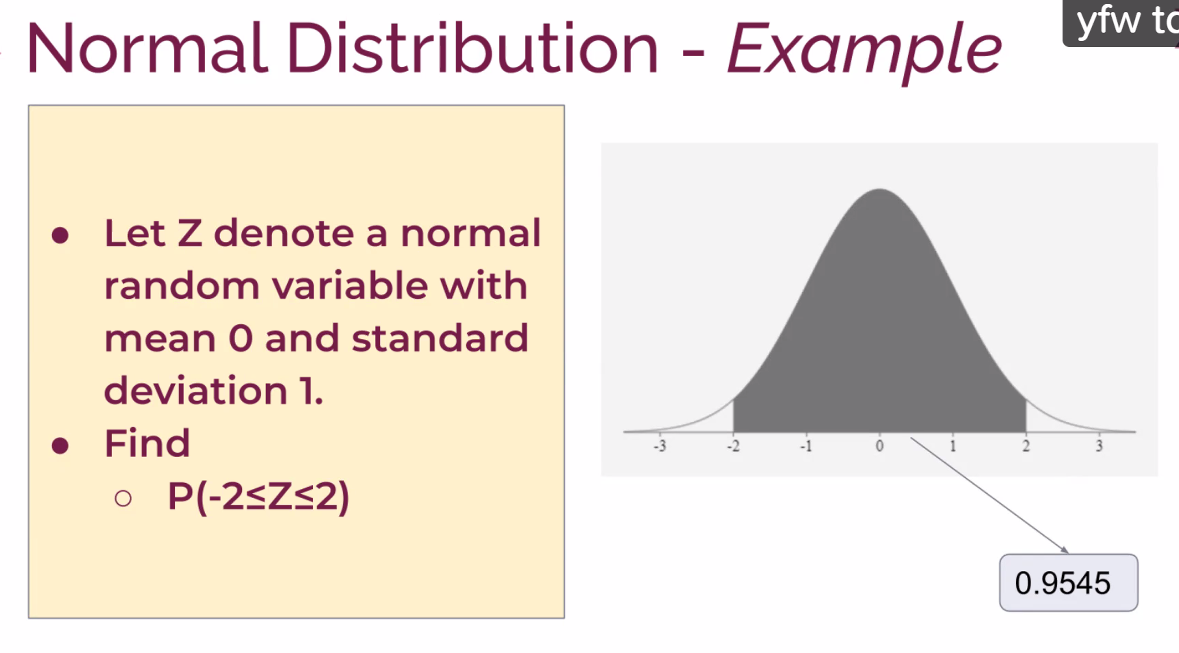 Normal Distribution - Example
yfw to
● Let Z denote a normal
random variable with
mean 0 and standard
deviation 1.
● Find
○ P(-2≤Z≤2)
-3 -2 -1 0 1 2 3
0.9545